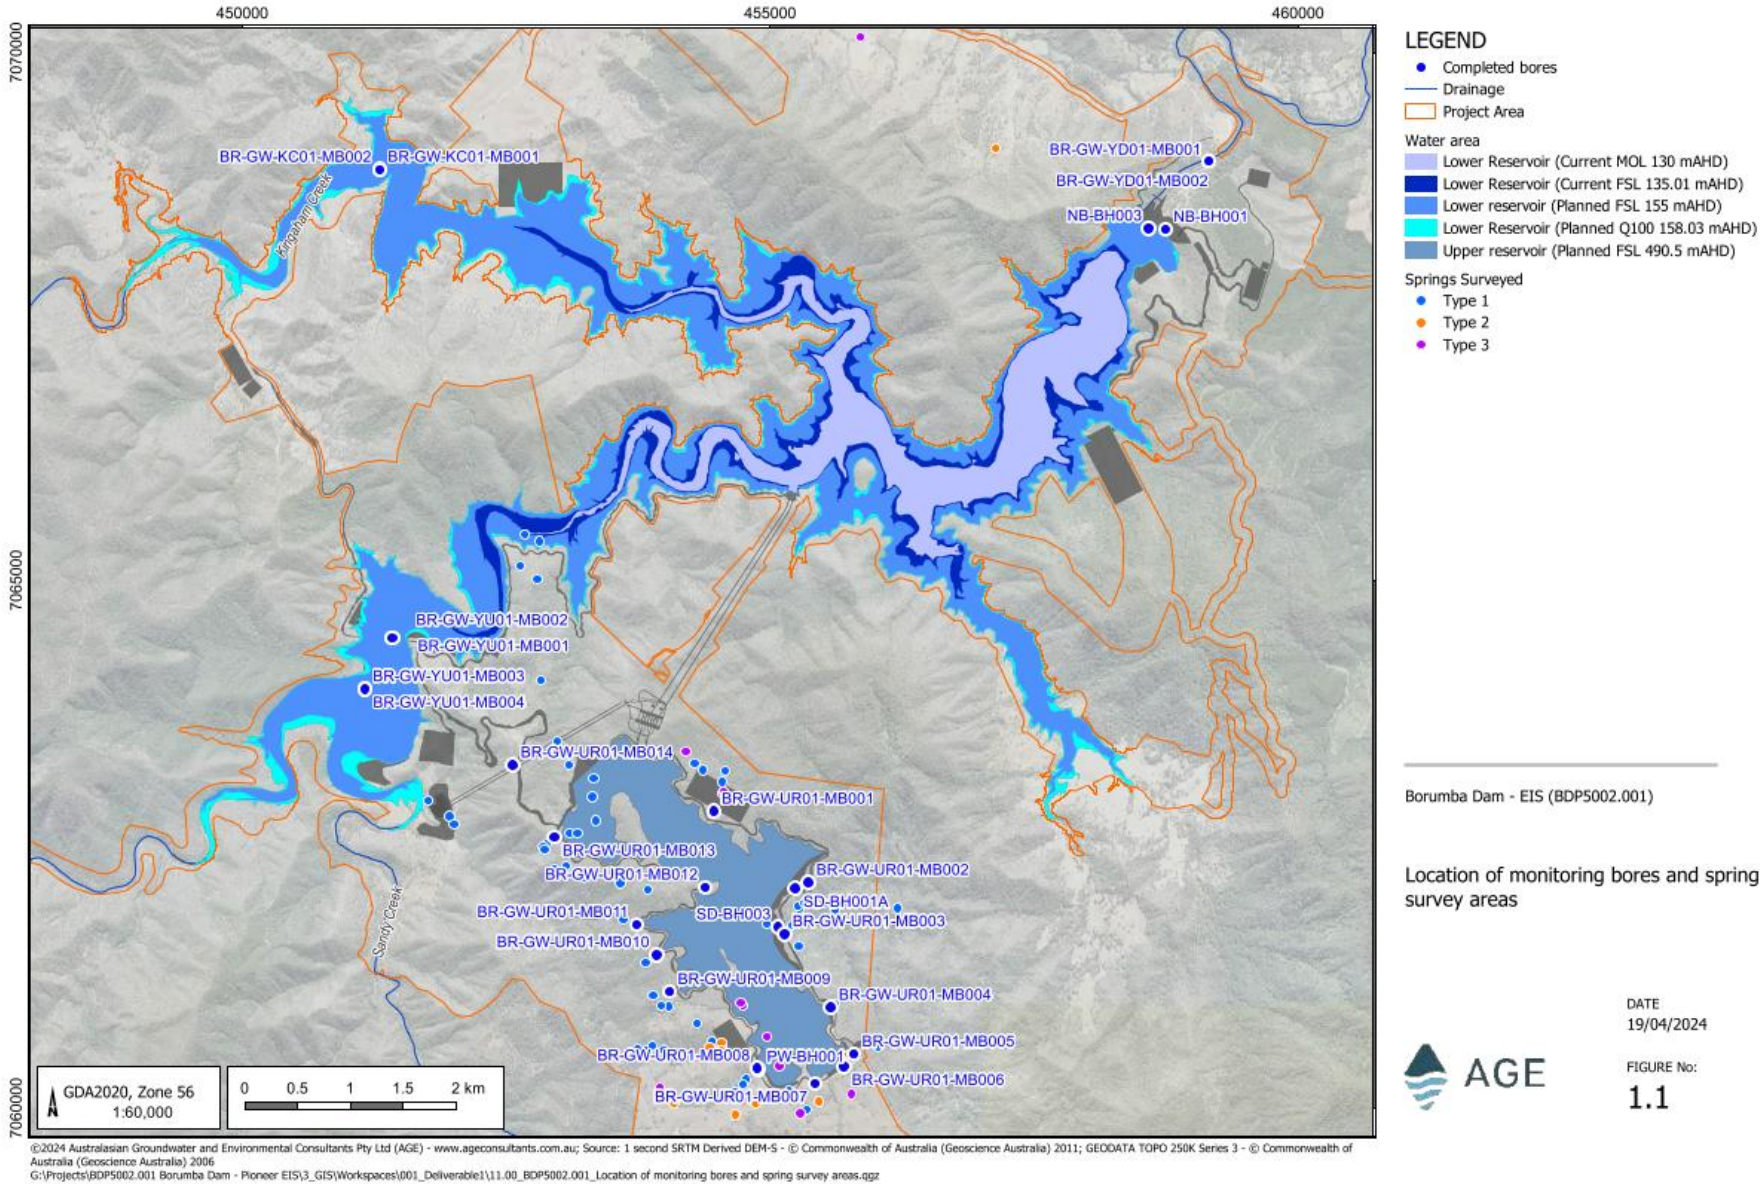 450000
455000
460000
7070000
7065000
7060000
BR-GW-KC01-MB002
BR-GW-KC01-MB001
Kingaham Creek
BR-GW-YD01-MB001
BR-GW-YD01-MB002
NB-BH003
NB-BH001
BR-GW-YU01-MB002
BR-GW-YU01-MB001
BR-GW-YU01-MB003
BR-GW-YU01-MB004
BR-GW-UR01-MB014
BR-GW-UR01-MB001
BR-GW-UR01-MB013
BR-GW-UR01-MB012
BR-GW-UR01-MB002
SD-BH001A
BR-GW-UR01-MB011
SD-BH003
BR-GW-UR01-MB003
BR-GW-UR01-MB010
Sandy Creek
BR-GW-UR01-MB009
BR-GW-UR01-MB004
BR-GW-UR01-MB005
BR-GW-UR01-MB008
PW-BH001
BR-GW-UR01-MB006
BR-GW-UR01-MB007
GDA2020, Zone 56
1:60,000
0 0.5 1 1.5 2 km
LEGEND
Completed bores
Drainage
Project Area
Water area
Lower Reservoir (Current MOL 130 mAHD)
Lower Reservoir (Current FSL 135.01 mAHD)
Lower reservoir (Planned FSL 155 mAHD)
Lower Reservoir (Planned Q100 158.03 mAHD)
Upper reservoir (Planned FSL 490.5 mAHD)
Springs Surveyed
Type 1
Type 2
Type 3
Borumba Dam - EIS (BDP5002.001)
Location of monitoring bores and spring
survey areas
DATE
19/04/2024
AGE
FIGURE No:
1.1
©2024 Australasian Groundwater and Environmental Consultants Pty Ltd (AGE) - www.ageconsultants.com.au; Source: 1 second SRTM Derived DEM-S - © Commonwealth of Australia (Geoscience Australia) 2011; GEODATA TOPO 250K Series 3 - © Commonwealth of
Australia (Geoscience Australia) 2006
G:\Projects\BDP5002.001 Borumba Dam - Pioneer EIS\3_GIS\Workspaces\001_Deliverable1\11.00_BDP5002.001_Location of monitoring bores and spring survey areas.qgz